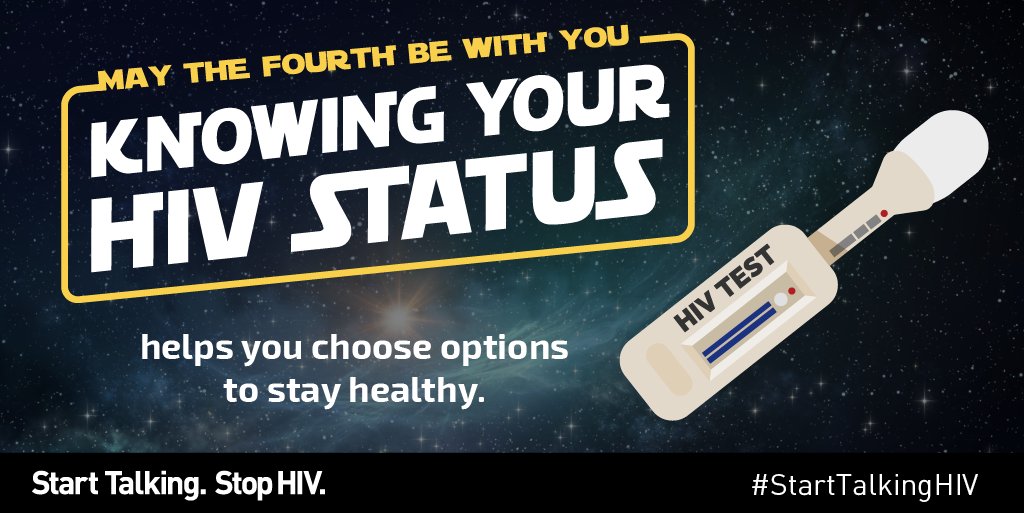 MAY THE FOURTH BE WITH YOU
KNOWING YOUR
HIV STATUS
helps you choose options
to stay healthy.
HIV TEST
Start Talking. Stop HIV.
#StartTalkingHIV